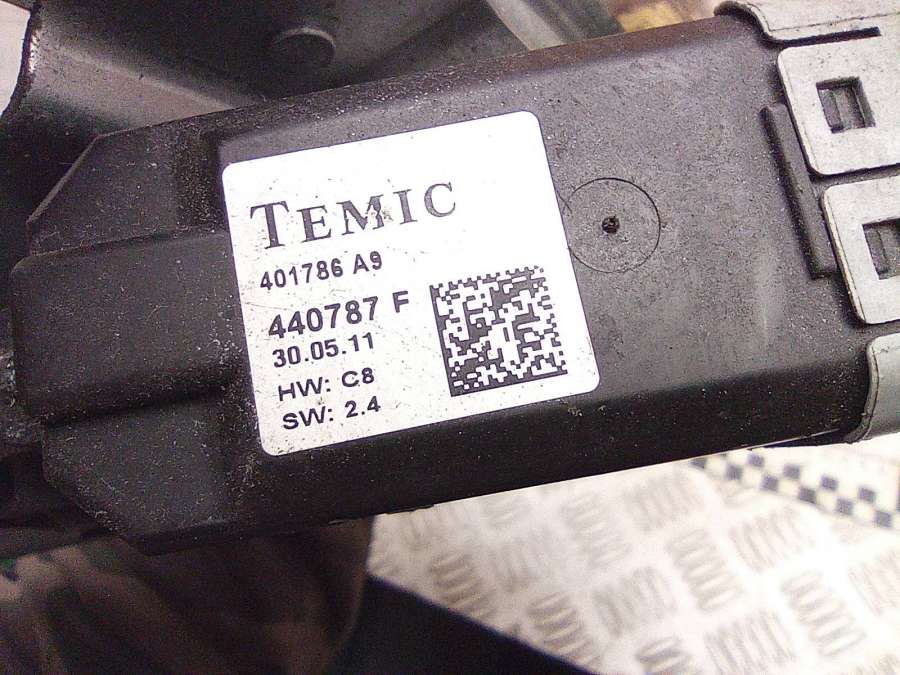 TEMIC
401786 A9
440787 F
30.05.11
HW: C8
SW: 2.4